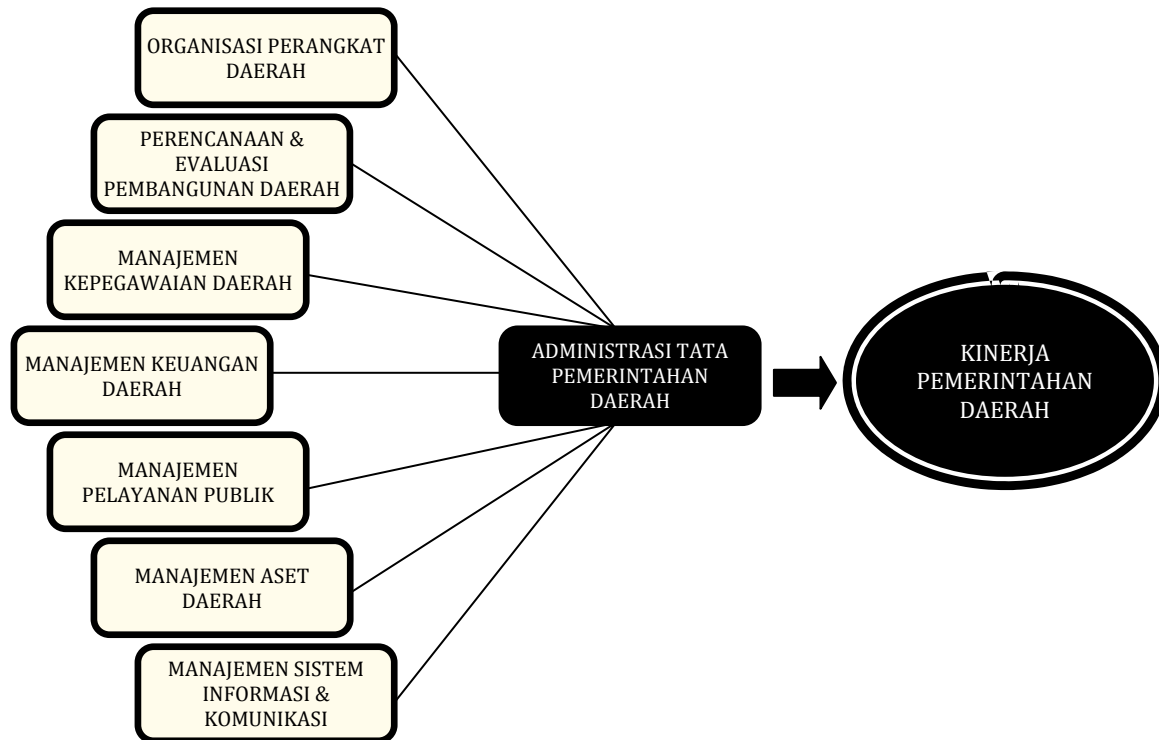 ORGANISASI PERANGKAT
DAERAH
PERENCANAAN &
EVALUASI
PEMBANGUNAN DAERAH
MANAJEMEN
KEPEGAWAIAN DAERAH
MANAJEMEN KEUANGAN
DAERAH
MANAJEMEN
PELAYANAN PUBLIK
MANAJEMEN ASET
DAERAH
MANAJEMEN SISTEM
INFORMASI &
KOMUNIKASI
ADMINISTRASI TATA
PEMERINTAHAN
DAERAH
KINERJA
PEMERINTAHAN
DAERAH